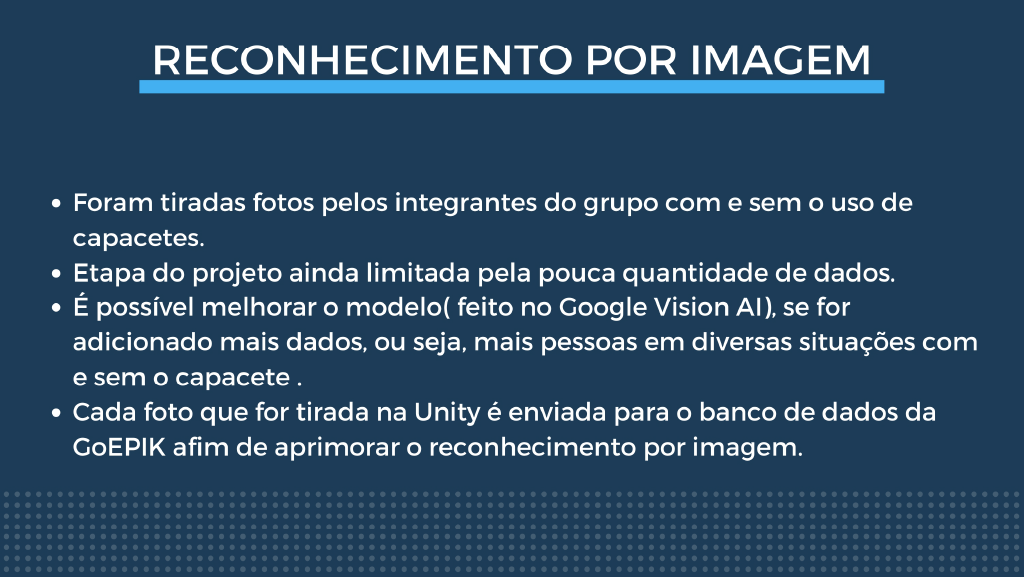 RECONHECIMENTO POR IMAGEM
• Foram tiradas fotos pelos integrantes do grupo com e sem o uso de
capacetes.
• Etapa do projeto ainda limitada pela pouca quantidade de dados.
• É possível melhorar o modelo( feito no Google Vision AI), se for
adicionado mais dados, ou seja, mais pessoas em diversas situações com
e sem o capacete .
• Cada foto que for tirada na Unity é enviada para o banco de dados da
GoEPIK afim de aprimorar o reconhecimento por imagem.